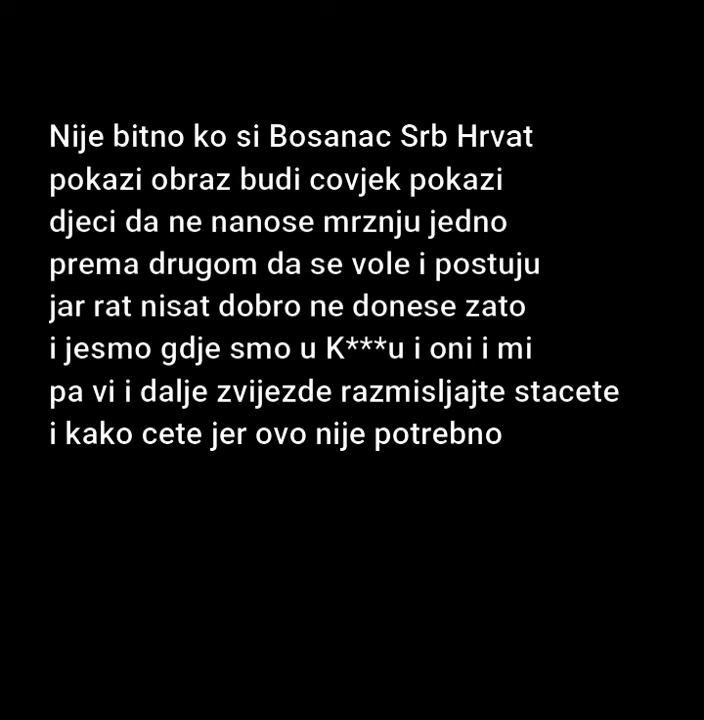 Nije bitno ko si Bosanac Srb Hrvat
pokazi obraz budi covjek pokazi
djeci da ne nanose mrznju jedno
prema drugom da se vole i postuju
jar rat nisat dobro ne donese zato
i jesmo gdje smo u K***u i oni i mi
pa vi i dalje zvijezde razmisljajte stacete
i kako cete jer ovo nije potrebno